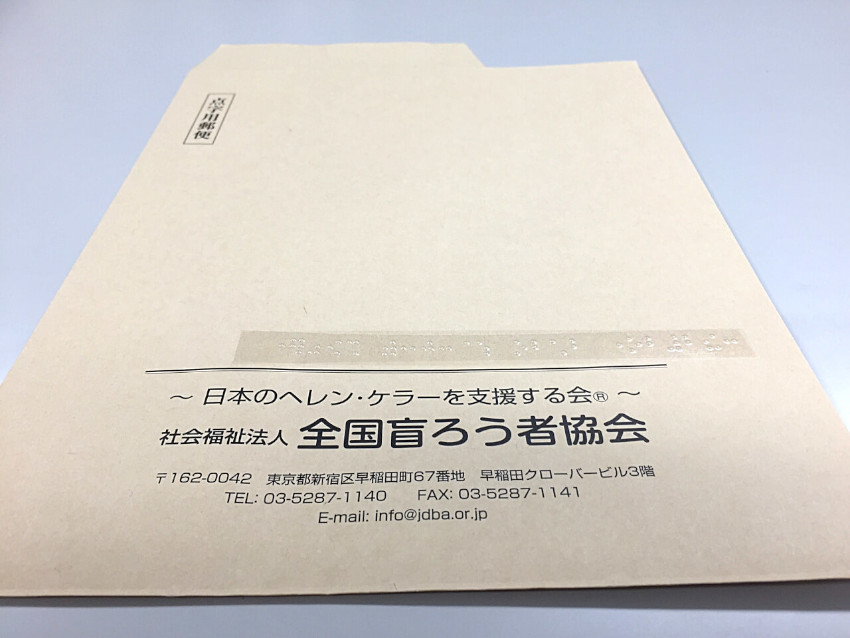 点字用郵便
～ 日本のヘレン・ケラーを支援する会® ～
社会福祉法人 全国盲ろう者協会
〒162-0042 東京都新宿区早稲田町67番地 早稲田クローバービル3階
TEL: 03-5287-1140 FAX: 03-5287-1141
E-mail: info@jdba.or.jp